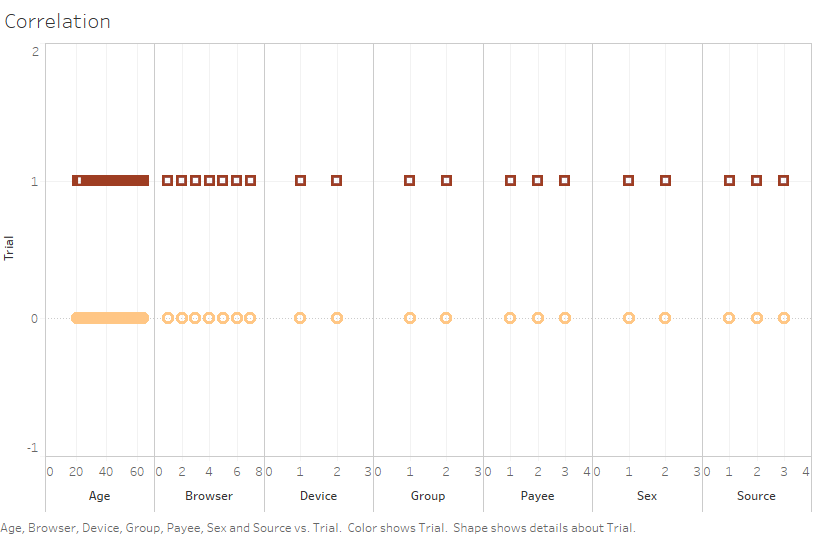 Correlation
2
1
0
-1
Trial
0 20 40 60 0 2 4 6 8 0 1 2 3 0 1 2 3 0 1 2 3 4 0 1 2 3 0 1 2 3 4
Age Browser Device Group Payee Sex Source
Age, Browser, Device, Group, Payee, Sex and Source vs. Trial. Color shows Trial. Shape shows details about Trial.